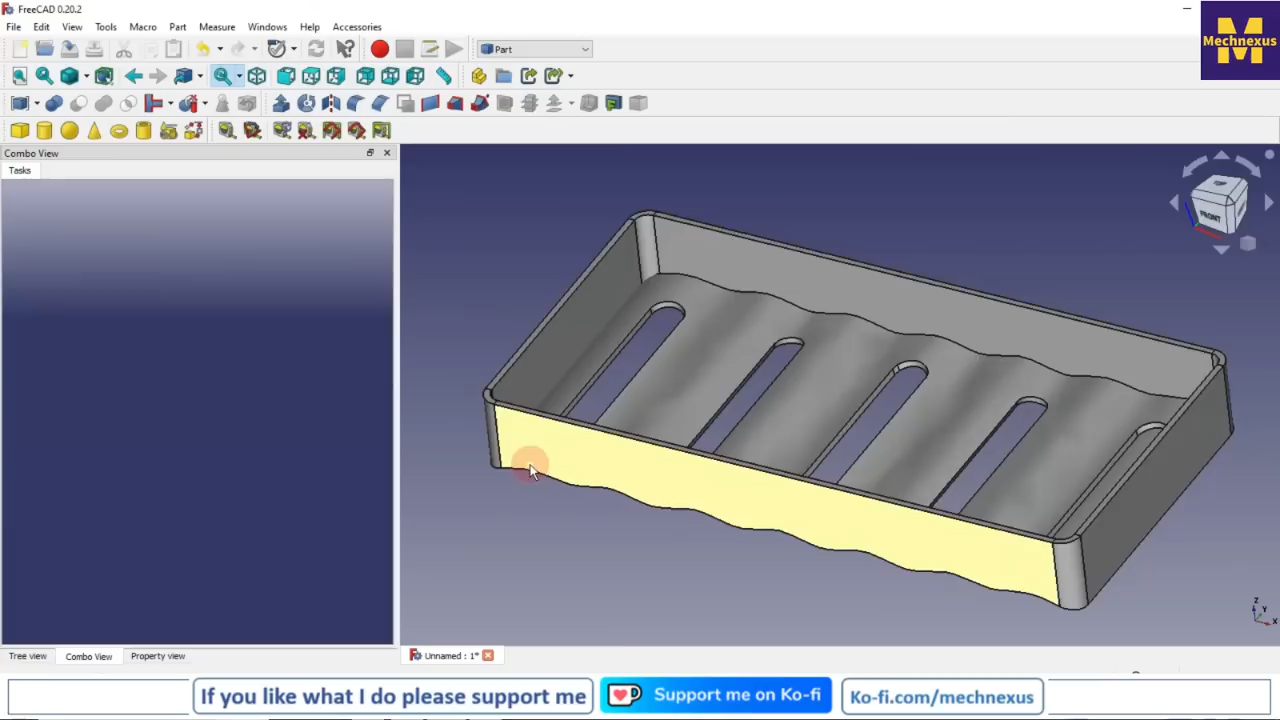 FreeCAD 0.20.2
File Edit View Tools Macro Part Measure Windows Help Accessories
Part
Mechnexus
Combo View
Tasks
FRONT
Z
Y
X
Tree view Combo View Property view
Unnamed : 1*
If you like what I do please support me
Support me on Ko-fi
Ko-fi.com/mechnexus